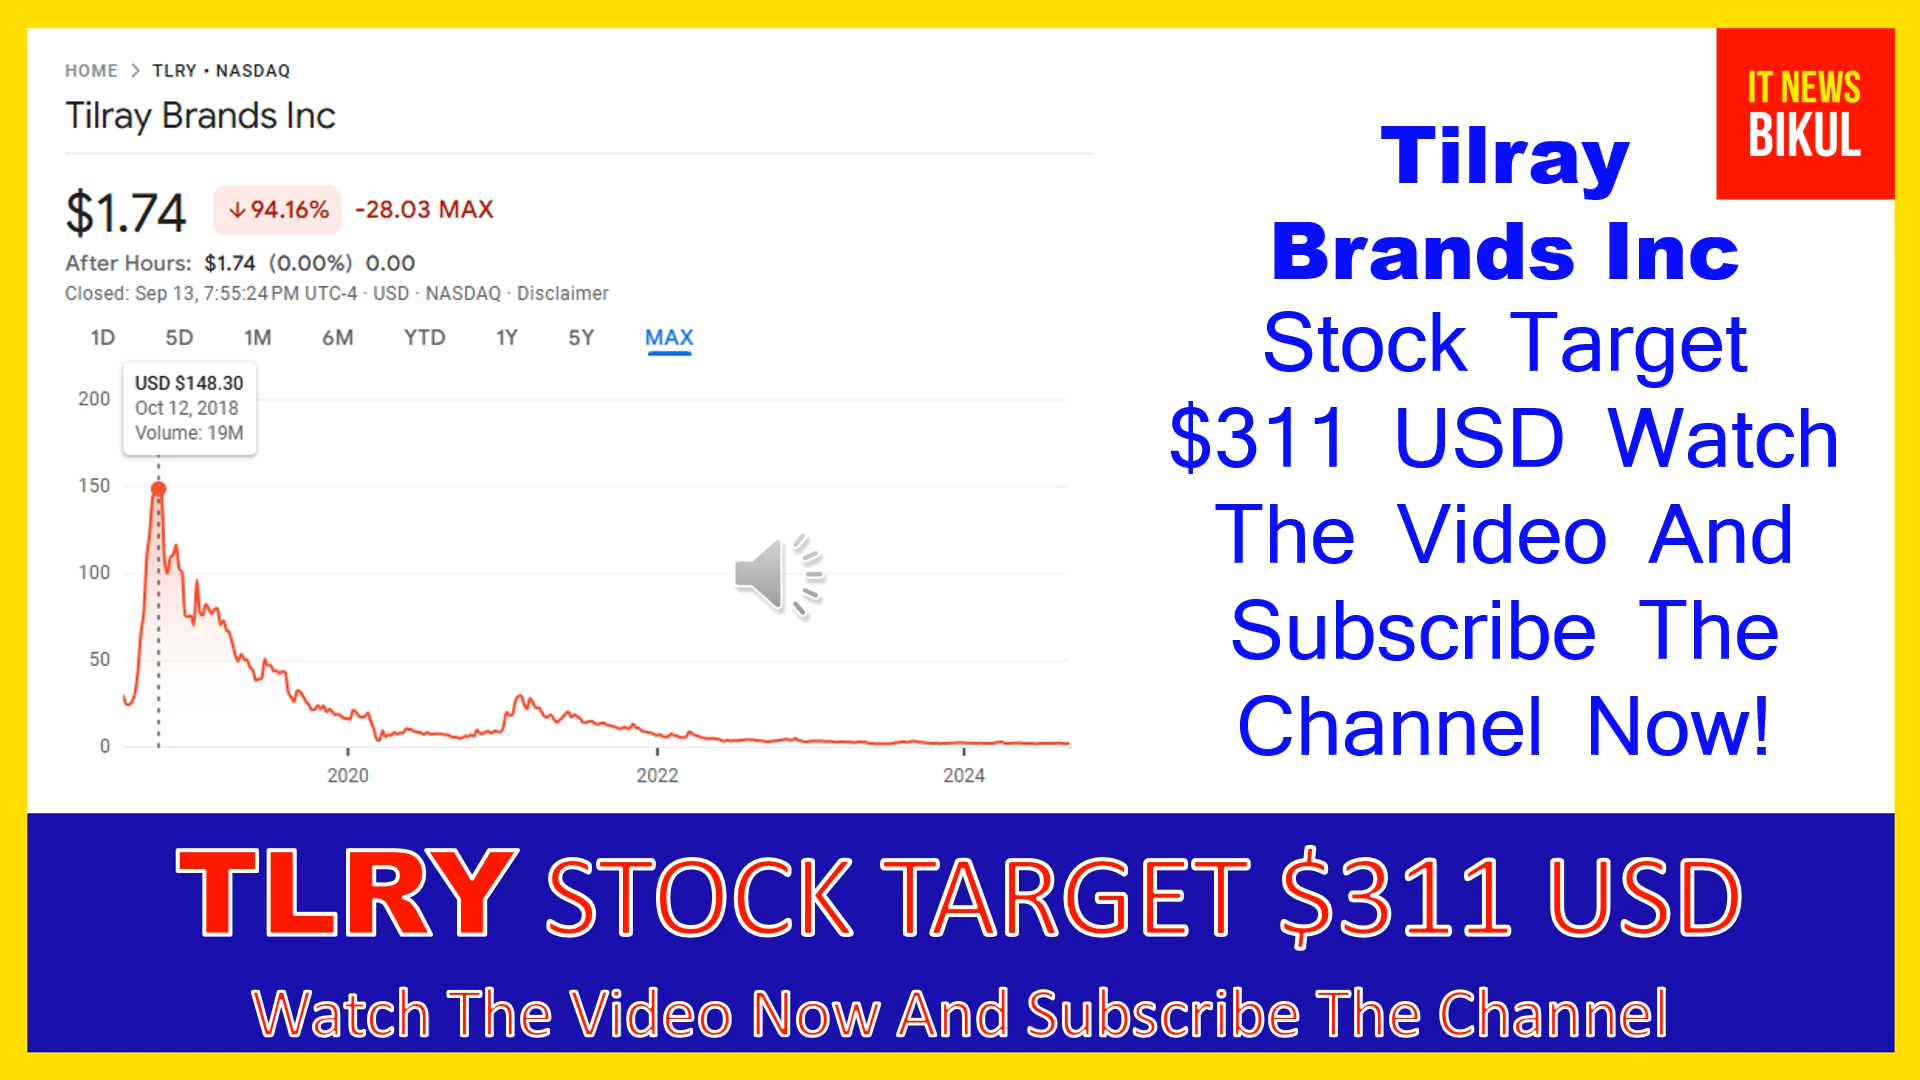 HOME > TLRY • NASDAQ
Tilray Brands Inc
$1.74 ↓94.16% -28.03 MAX
After Hours: $1.74 (0.00%) 0.00
Closed: Sep 13, 7:55:24 PM UTC-4 · USD · NASDAQ · Disclaimer
1D 5D 1M 6M YTD 1Y 5Y MAX
USD $148.30
Oct 12, 2018
Volume: 19M
200
150
100
50
0
2020 2022 2024
IT NEWS
BIKUL
Tilray
Brands Inc
Stock Target
$311 USD Watch
The Video And
Subscribe The
Channel Now!
TLRY STOCK TARGET $311 USD
Watch The Video Now And Subscribe The Channel